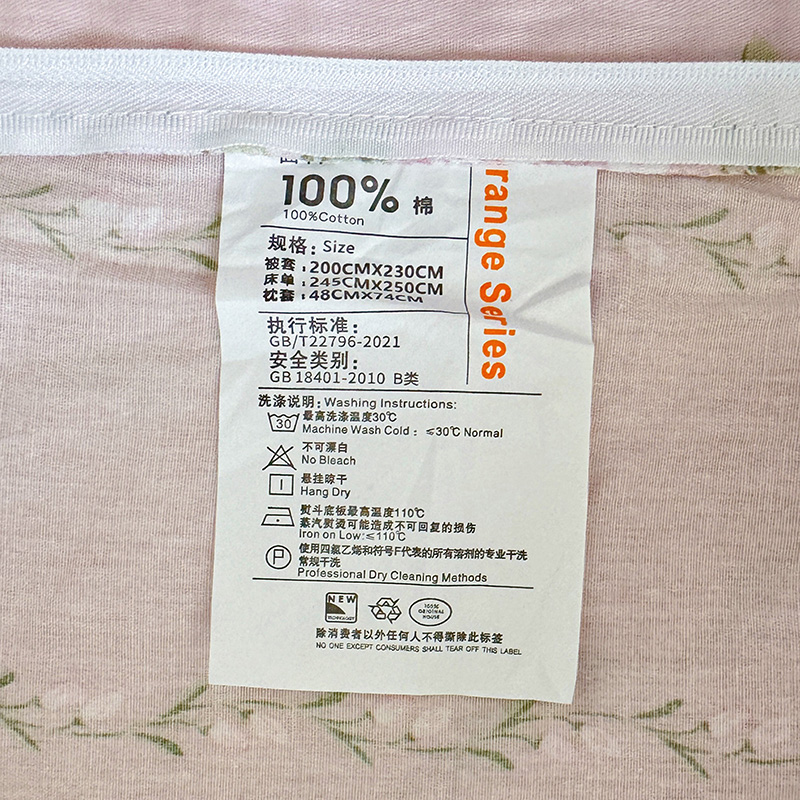 100% 棉
100%Cotton
规格: Size
被套:200CMX230CM
床单:245CMX250CM
枕套:48CMX74CM
执行标准:
GB/T22796-2021
安全类别:
GB 18401-2010 B类
range Series
洗涤说明: Washing Instructions:
30
最高洗涤温度30℃
Machine Wash Cold : ≤30℃ Normal
不可漂白
No Bleach
悬挂晾干
Hang Dry
熨斗底板最高温度110℃
蒸汽熨烫可能造成不可回复的损伤
Iron on Low:≤110℃
P
使用四氯乙烯和符号F代表的所有溶剂的专业干洗
常规干洗
Professional Dry Cleaning Methods
NEW
TECHNOLOGY
100%
ORIGINAL
HOUSE
除消费者以外任何人不得撕除此标签
NO ONE EXCEPT CONSUMERS SHALL TEAR OFF THIS LABEL